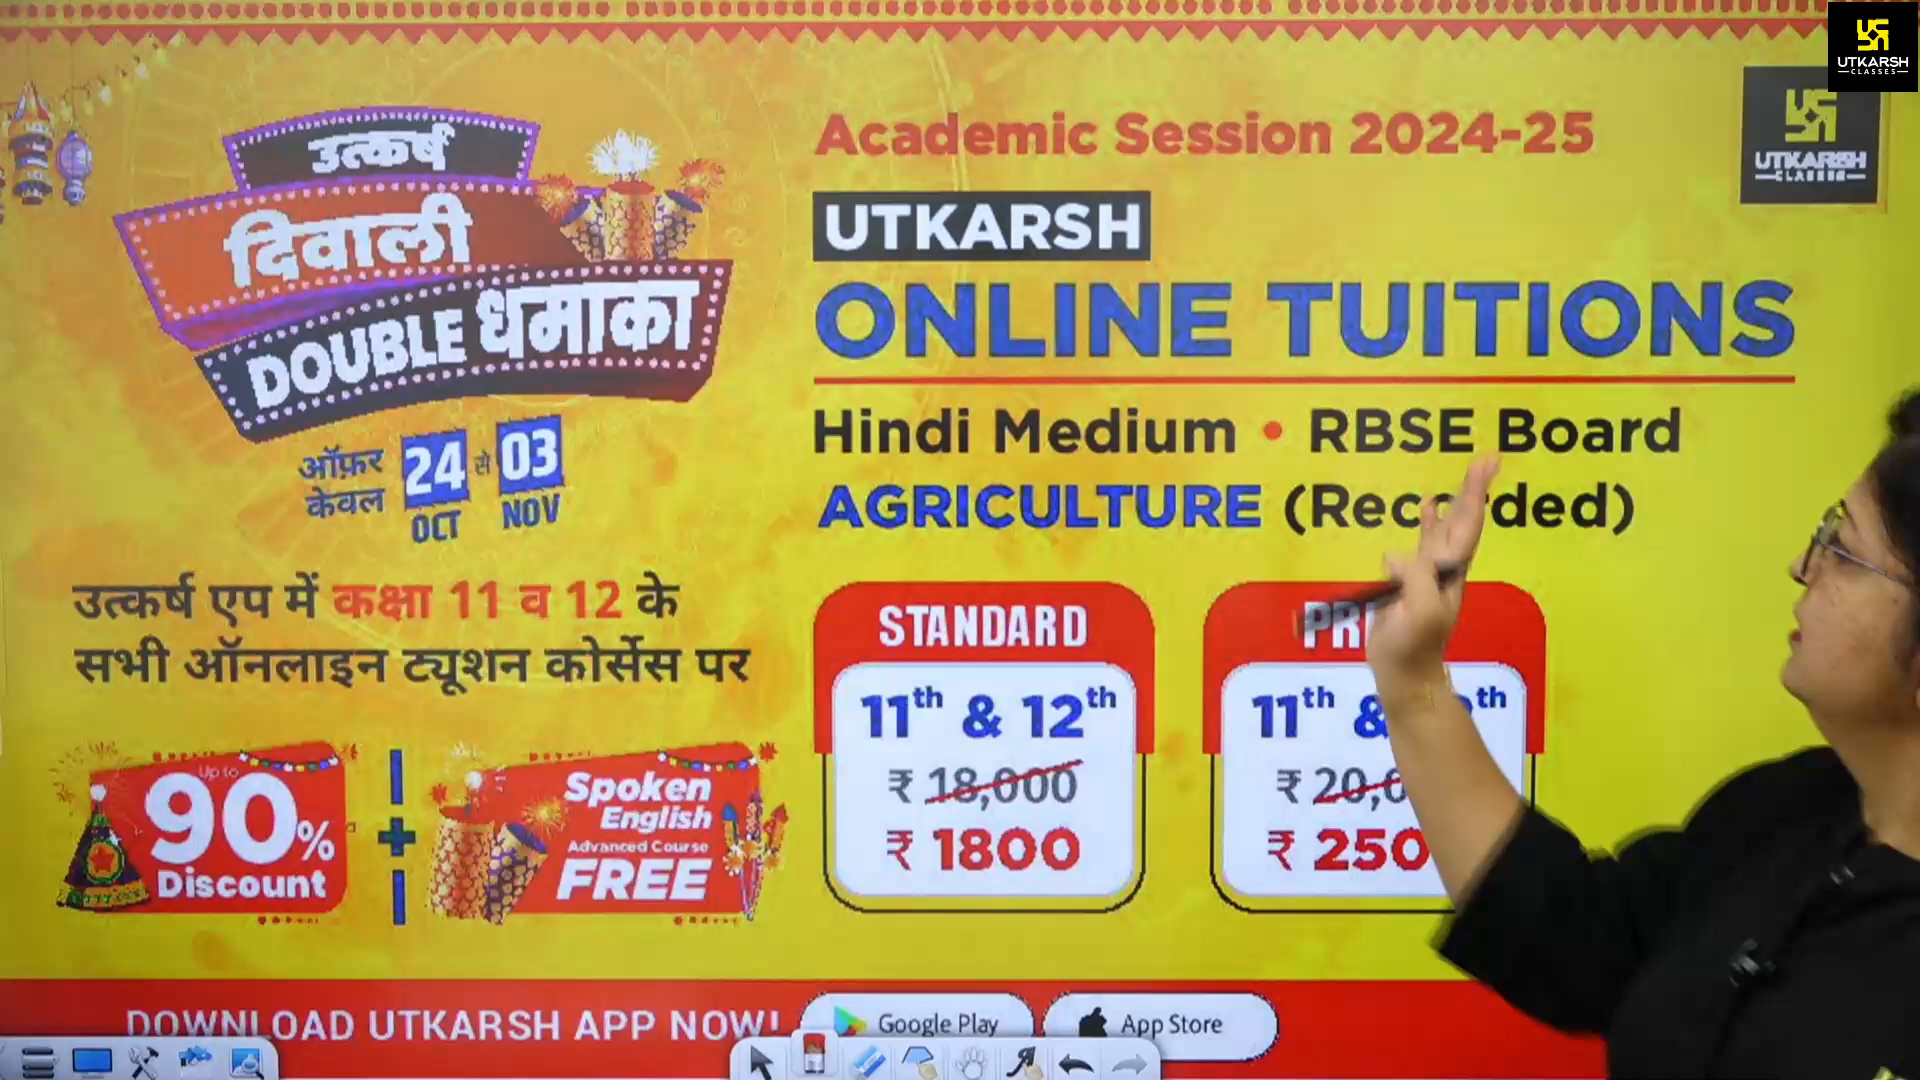 UTKARSH
CLASSES
उत्कर्ष
दिवाली
DOUBLE धमाका
ऑफ़र केवल 24 OCT से 03 NOV
उत्कर्ष एप में कक्षा 11 व 12 के
सभी ऑनलाइन ट्यूशन कोर्सेस पर
Up to
90%
Discount
+
Spoken
English
Advanced Course
FREE
Academic Session 2024-25
UTKARSH
CLASSES
UTKARSH
ONLINE TUITIONS
Hindi Medium • RBSE Board
AGRICULTURE (Recorded)
STANDARD
11th & 12th
₹ 18,000
₹ 1800
11th &
₹
₹
DOWNLOAD UTKARSH APP NOW!
Google Play
App Store